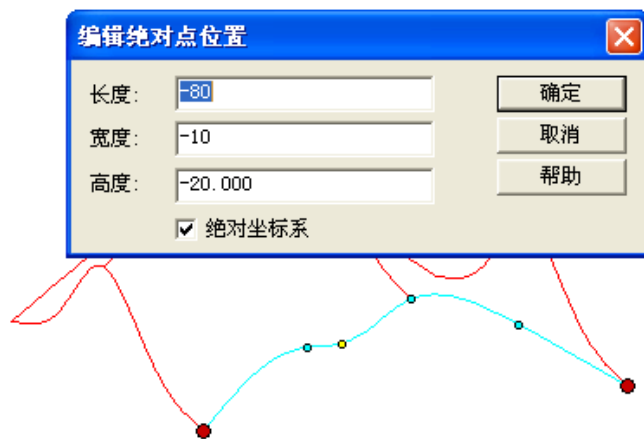 编辑绝对点位置
长度: -80 确定
宽度: -10 取消
高度: -20.000 帮助
绝对坐标系